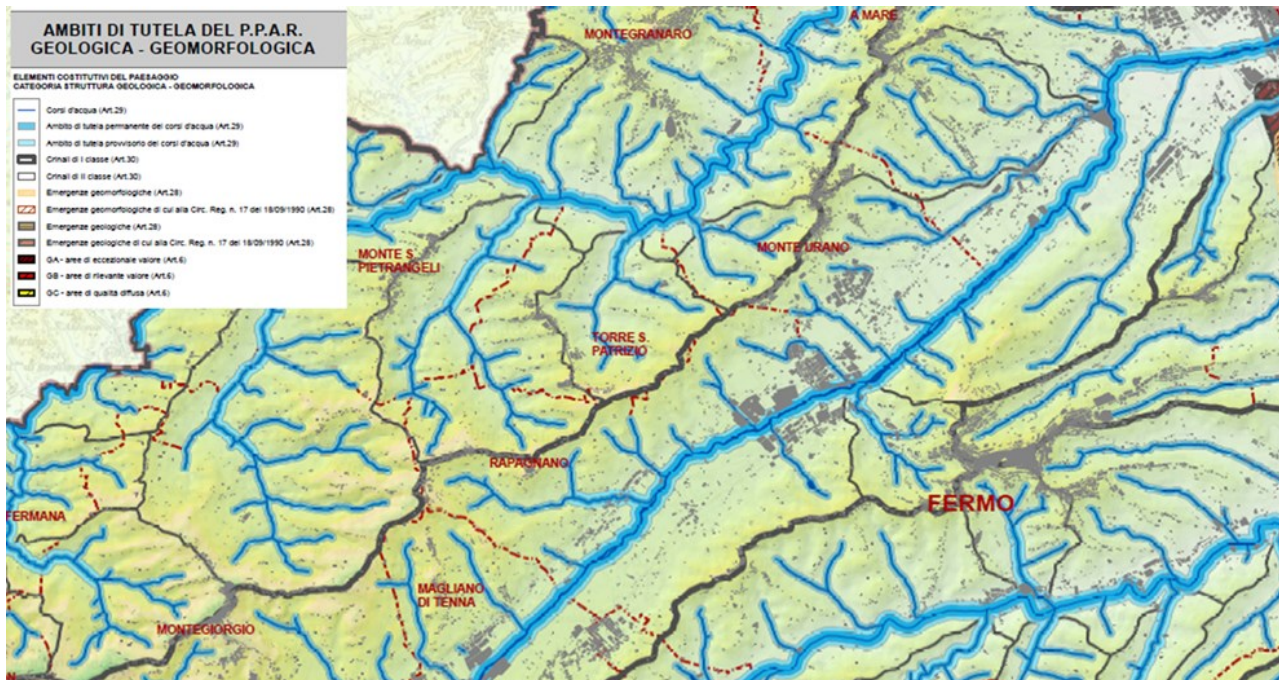 AMBITI DI TUTELA DEL P.P.A.R.
GEOLOGICA - GEOMORFOLOGICA
ELEMENTI COSTITUTIVI DEL PAESAGGIO
CATEGORIA STRUTTURA GEOLOGICA - GEOMORFOLOGICA
Corsi d'acqua (Art.29)
Ambito di tutela permanente dei corsi d'acqua (Art.29)
Ambito di tutela provvisorio dei corsi d'acqua (Art.29)
Crinali di I classe (Art.30)
Crinali di II classe (Art.30)
Emergenze geomorfologiche (Art.28)
Emergenze geomorfologiche di cui alla Circ. Reg. n. 17 del 18/09/1990 (Art.28)
Emergenze geologiche (Art.28)
Emergenze geologiche di cui alla Circ. Reg. n. 17 del 18/09/1990 (Art.28)
GA - aree di eccezionale valore (Art.6)
GB - aree di rilevante valore (Art.6)
GC - aree di qualità diffusa (Art.6)
A MARE
MONTEGRANARO
MONTE URANO
MONTE S.
PIETRANGELI
TORRE S.
PATRIZIO
RAPAGNANO
FERMO
FERMANA
MAGLIANO
DI TENNA
MONTEGIORGIO